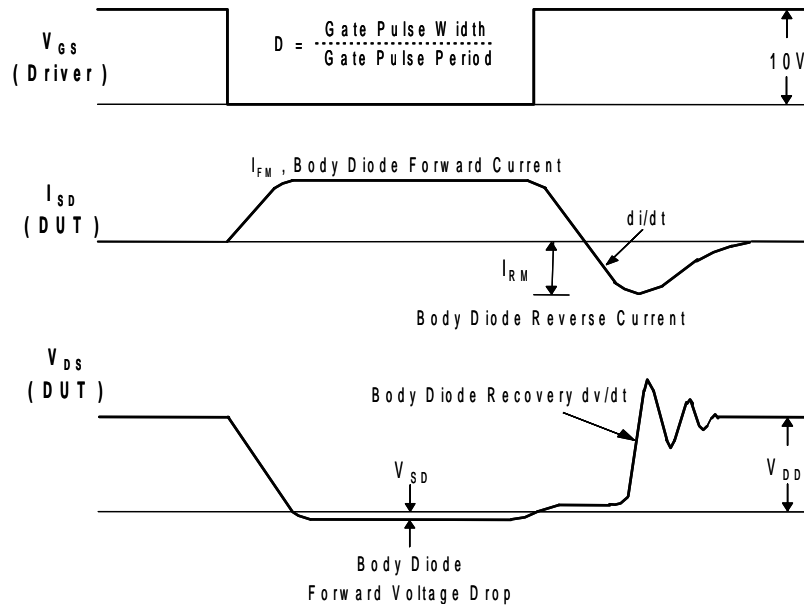 V_GS
(Driver)
D = Gate Pulse Width
Gate Pulse Period
10V
I_FM , Body Diode Forward Current
I_SD
(DUT)
di/dt
I_RM
Body Diode Reverse Current
V_DS
(DUT)
Body Diode Recovery dv/dt
V_SD
V_DD
Body Diode
Forward Voltage Drop